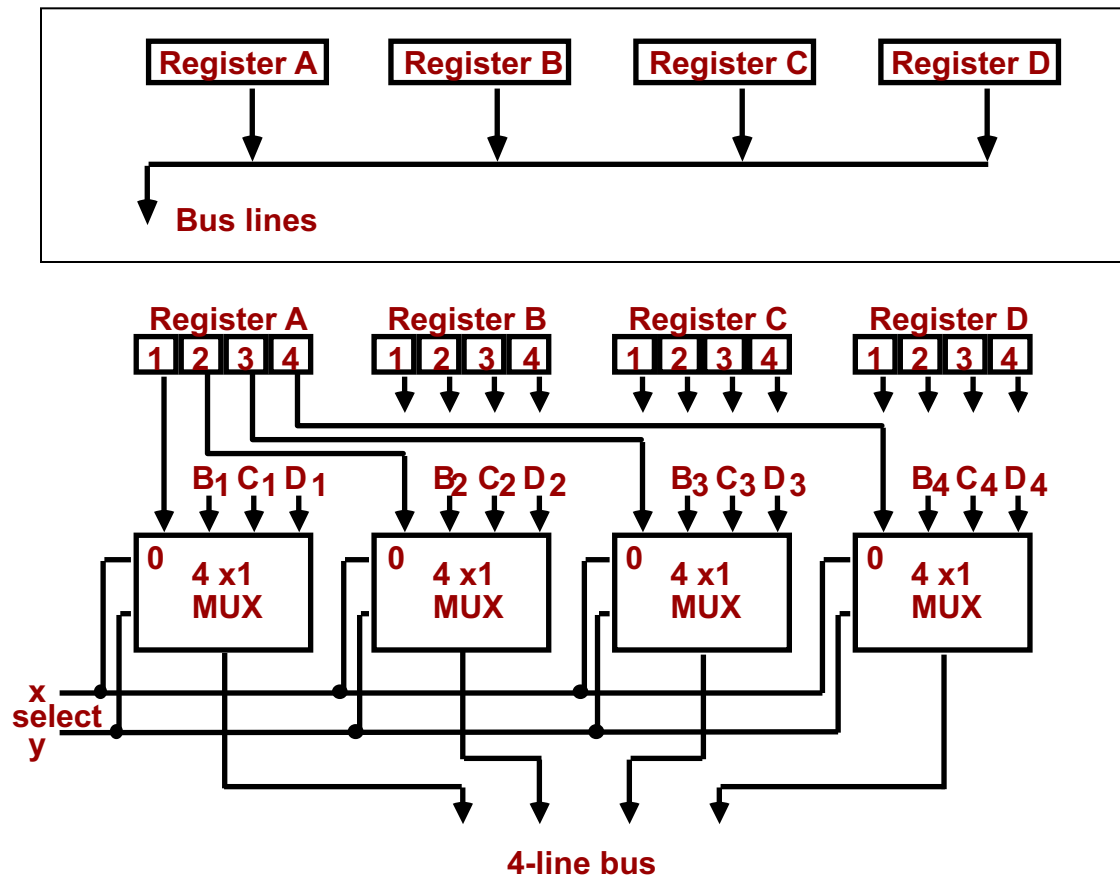 Register A Register B Register C Register D
Bus lines
Register A Register B Register C Register D
1 2 3 4 1 2 3 4 1 2 3 4 1 2 3 4
B1 C1 D1 B2 C2 D2 B3 C3 D3 B4 C4 D4
0 0 0 0
4 x1 4 x1 4 x1 4 x1
MUX MUX MUX MUX
x
select
y
4-line bus